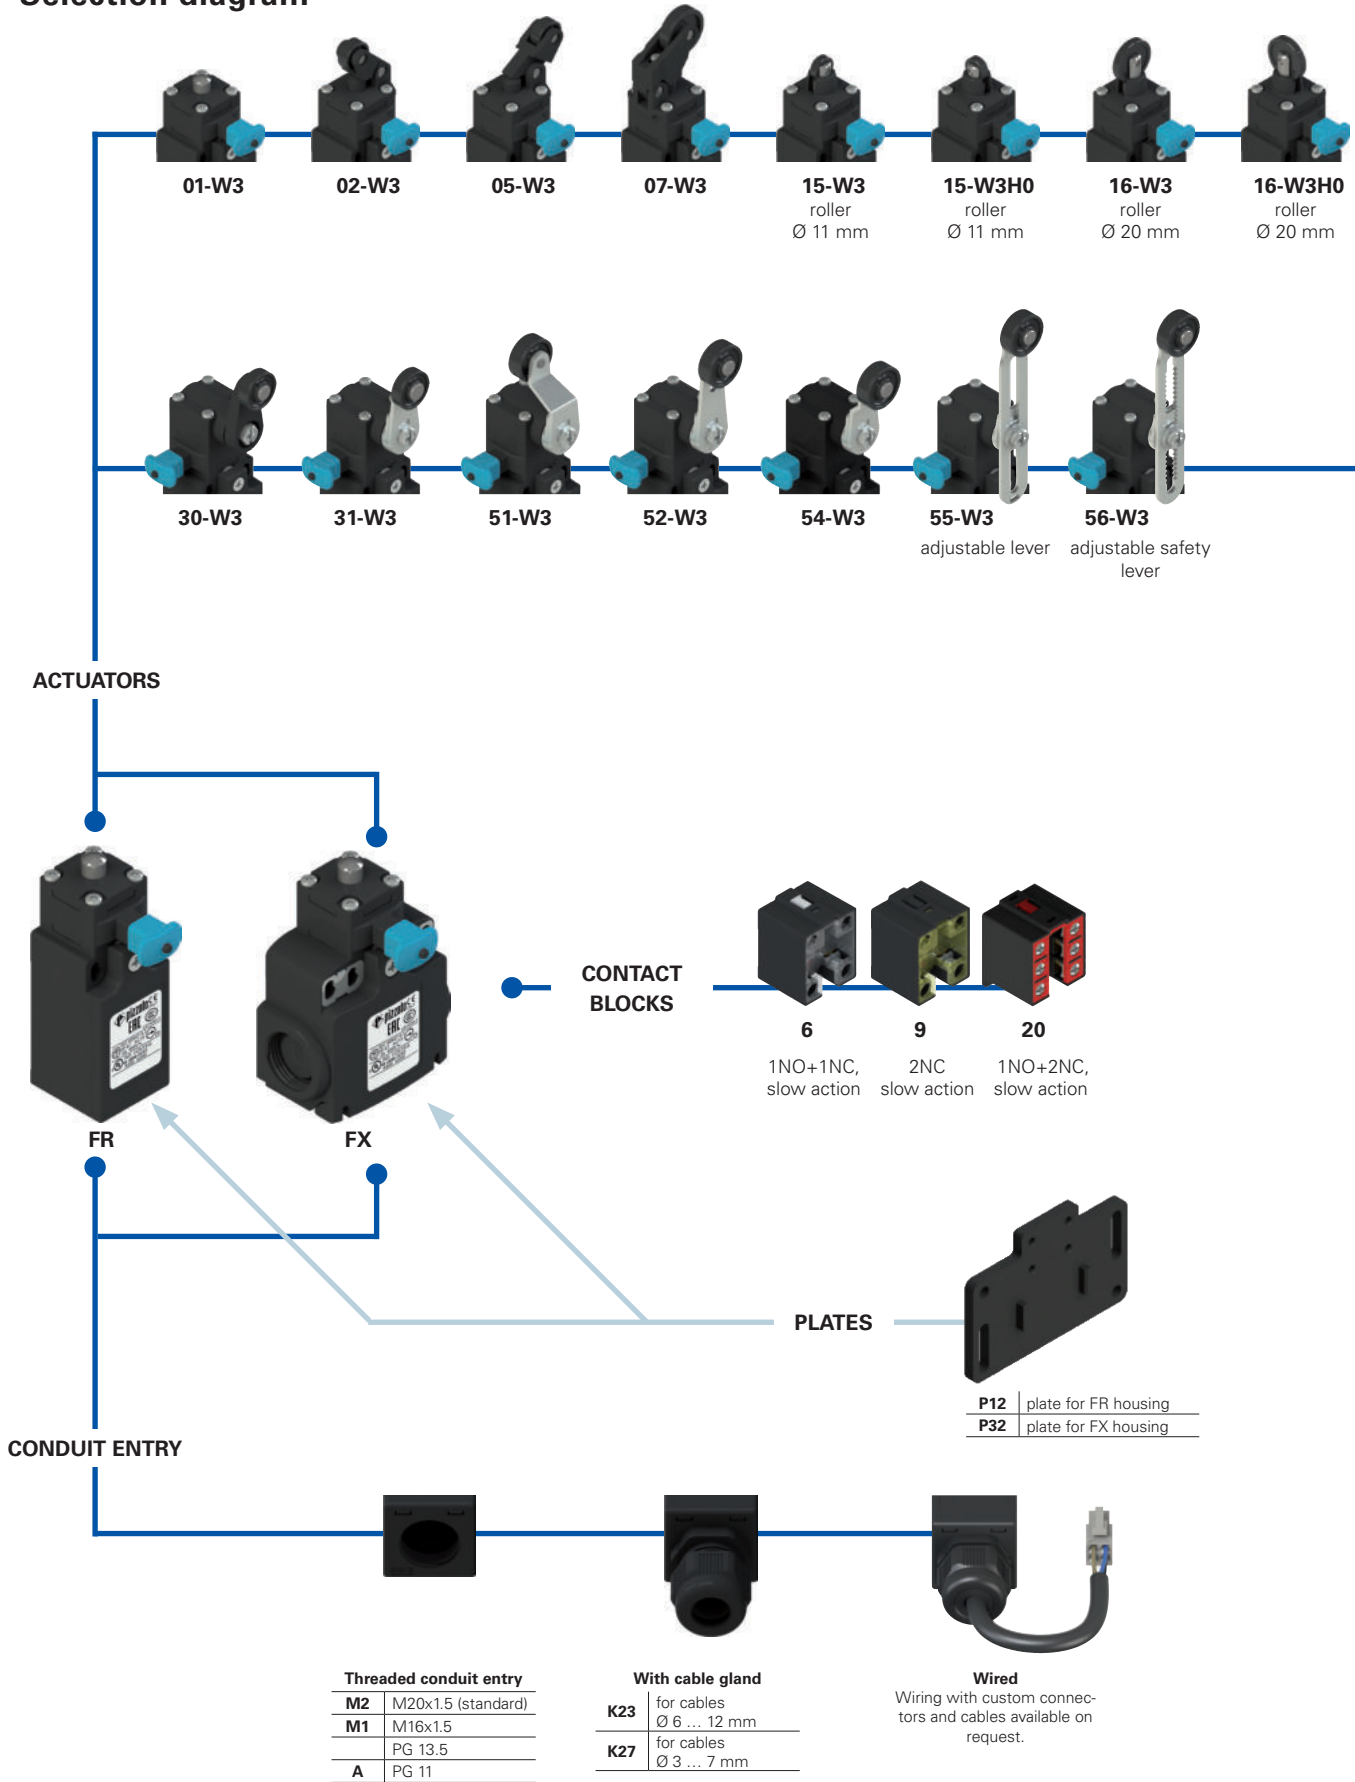 Selection diagram
01-W3
02-W3
05-W3
07-W3
15-W3
roller
Ø 11 mm
15-W3H0
roller
Ø 11 mm
16-W3
roller
Ø 20 mm
16-W3H0
roller
Ø 20 mm
30-W3
31-W3
51-W3
52-W3
54-W3
55-W3
adjustable lever
56-W3
adjustable safety
lever
ACTUATORS
pizzato
EAC
pizzato
EAC
FR
FX
CONTACT
BLOCKS
6
1NO+1NC,
slow action
9
2NC
slow action
20
1NO+2NC,
slow action
PLATES
P12 plate for FR housing
P32 plate for FX housing
CONDUIT ENTRY
Threaded conduit entry
M2 M20x1.5 (standard)
M1 M16x1.5
PG 13.5
A PG 11
With cable gland
K23 for cables
Ø 6 … 12 mm
K27 for cables
Ø 3 … 7 mm
Wired
Wiring with custom connec-
tors and cables available on
request.